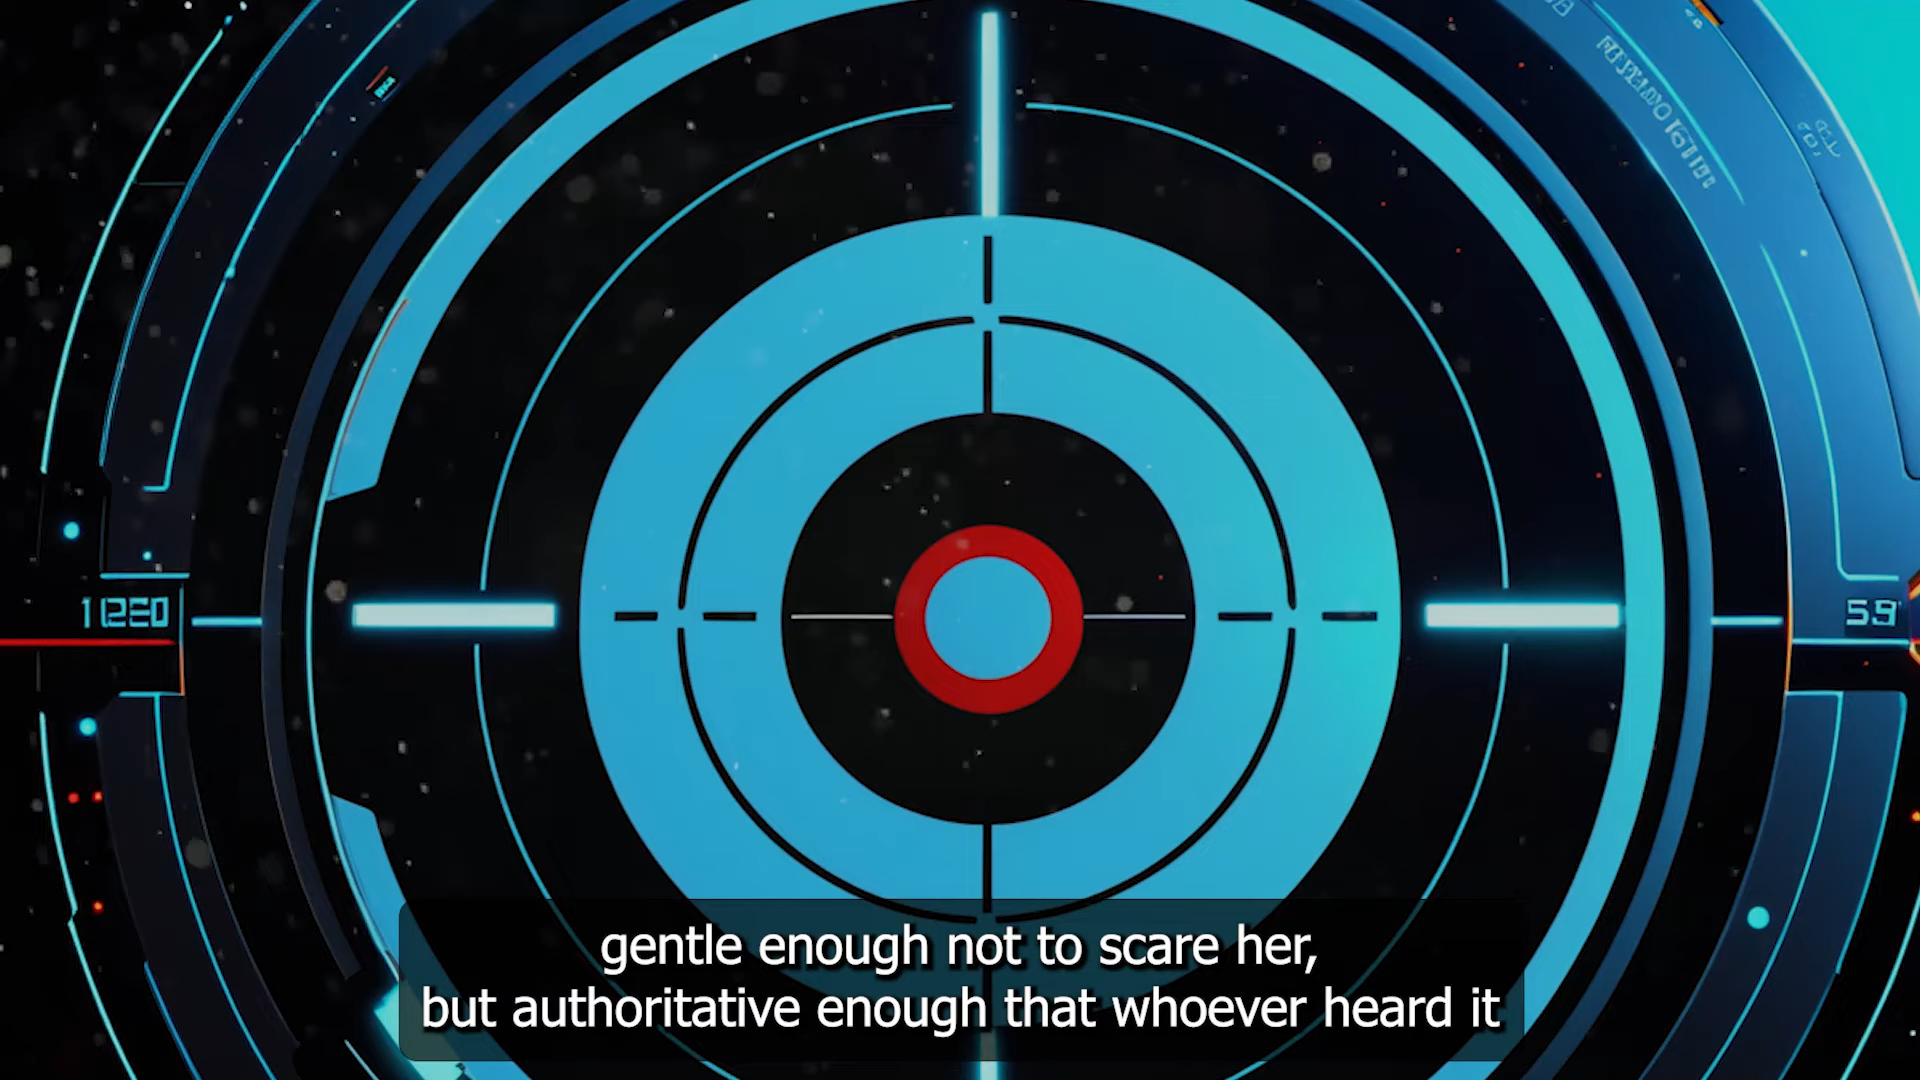 gentle enough not to scare her,
but authoritative enough that whoever heard it